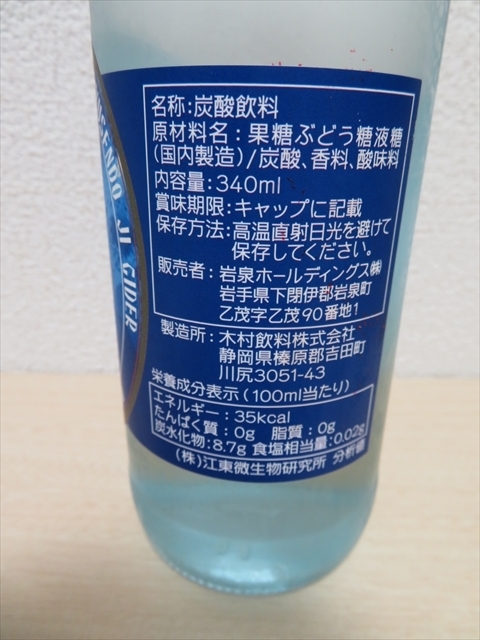 名称:炭酸飲料
原材料名:果糖ぶどう糖液糖
(国内製造)/炭酸、香料、酸味料
内容量:340ml
賞味期限:キャップに記載
保存方法:高温直射日光を避けて
保存してください。
販売者:岩泉ホールディングス㈱
岩手県下閉伊郡岩泉町
乙茂字乙茂90番地1
製造所:木村飲料株式会社
静岡県榛原郡吉田町
川尻3051-43
栄養成分表示(100ml当たり)
エネルギー:35kcal
たんぱく質:0g 脂質:0g
炭水化物:8.7g 食塩相当量:0.02g
(株)江東微生物研究所 分析値
CIDER